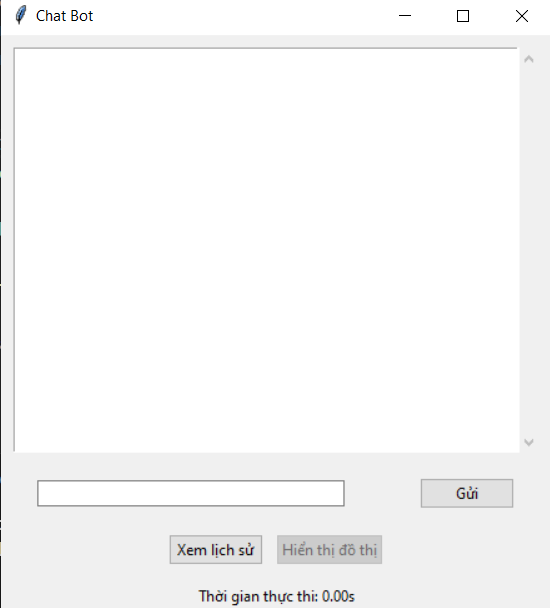 Chat Bot
Gửi
Xem lịch sử
Hiển thị đồ thị
Thời gian thực thi: 0.00s